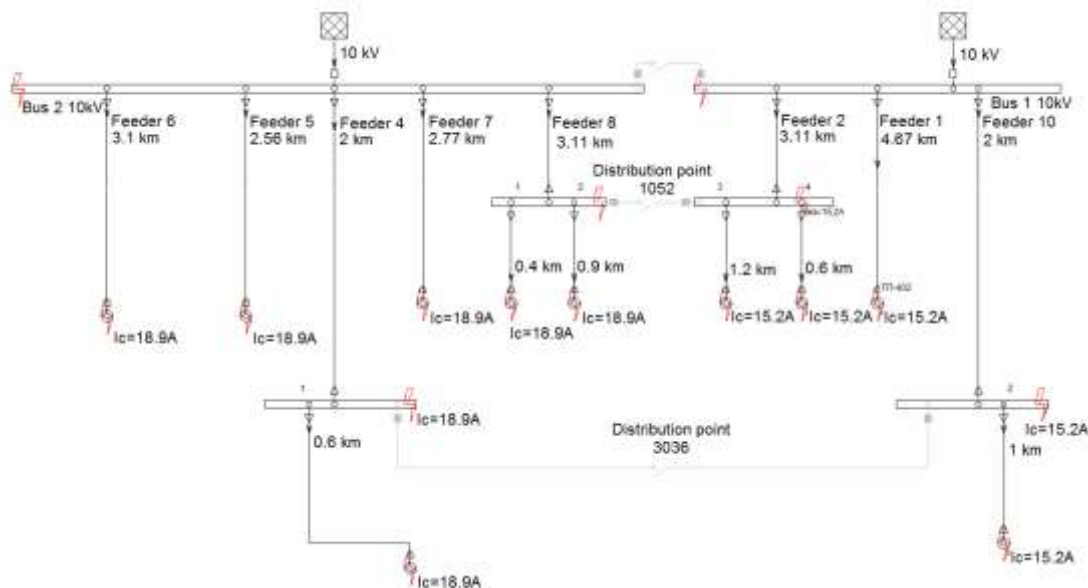 10 kV
10 kV
Bus 2 10kV
Bus 1 10kV
Feeder 6
3.1 km
Feeder 5
2.56 km
Feeder 4
2 km
Feeder 7
2.77 km
Feeder 8
3.11 km
Feeder 2
3.11 km
Feeder 1
4.67 km
Feeder 10
2 km
Distribution point
1052
1
2
3
4
0.4 km
0.9 km
1.2 km
0.6 km
ТП-402
Ic=18.9A
Ic=18.9A
Ic=18.9A
Ic=18.9A
Ic=18.9A
Ic=15.2A
Ic=15.2A
Ic=15.2A
1
2
Ic=18.9A
Ic=15.2A
Distribution point
3036
0.6 km
1 km
Ic=18.9A
Ic=15.2A